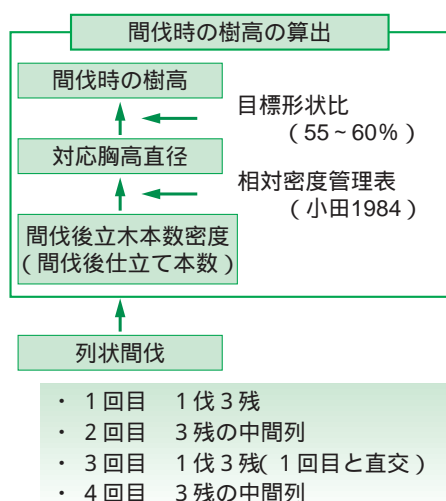 間伐時の樹高の算出
間伐時の樹高
目標形状比
(55~60%)
対応胸高直径
相対密度管理表
(小田1984)
間伐後立木本数密度
(間伐後仕立て本数)
列状間伐
・ 1回目 1伐3残
・ 2回目 3残の中間列
・ 3回目 1伐3残(1回目と直交)
・ 4回目 3残の中間列